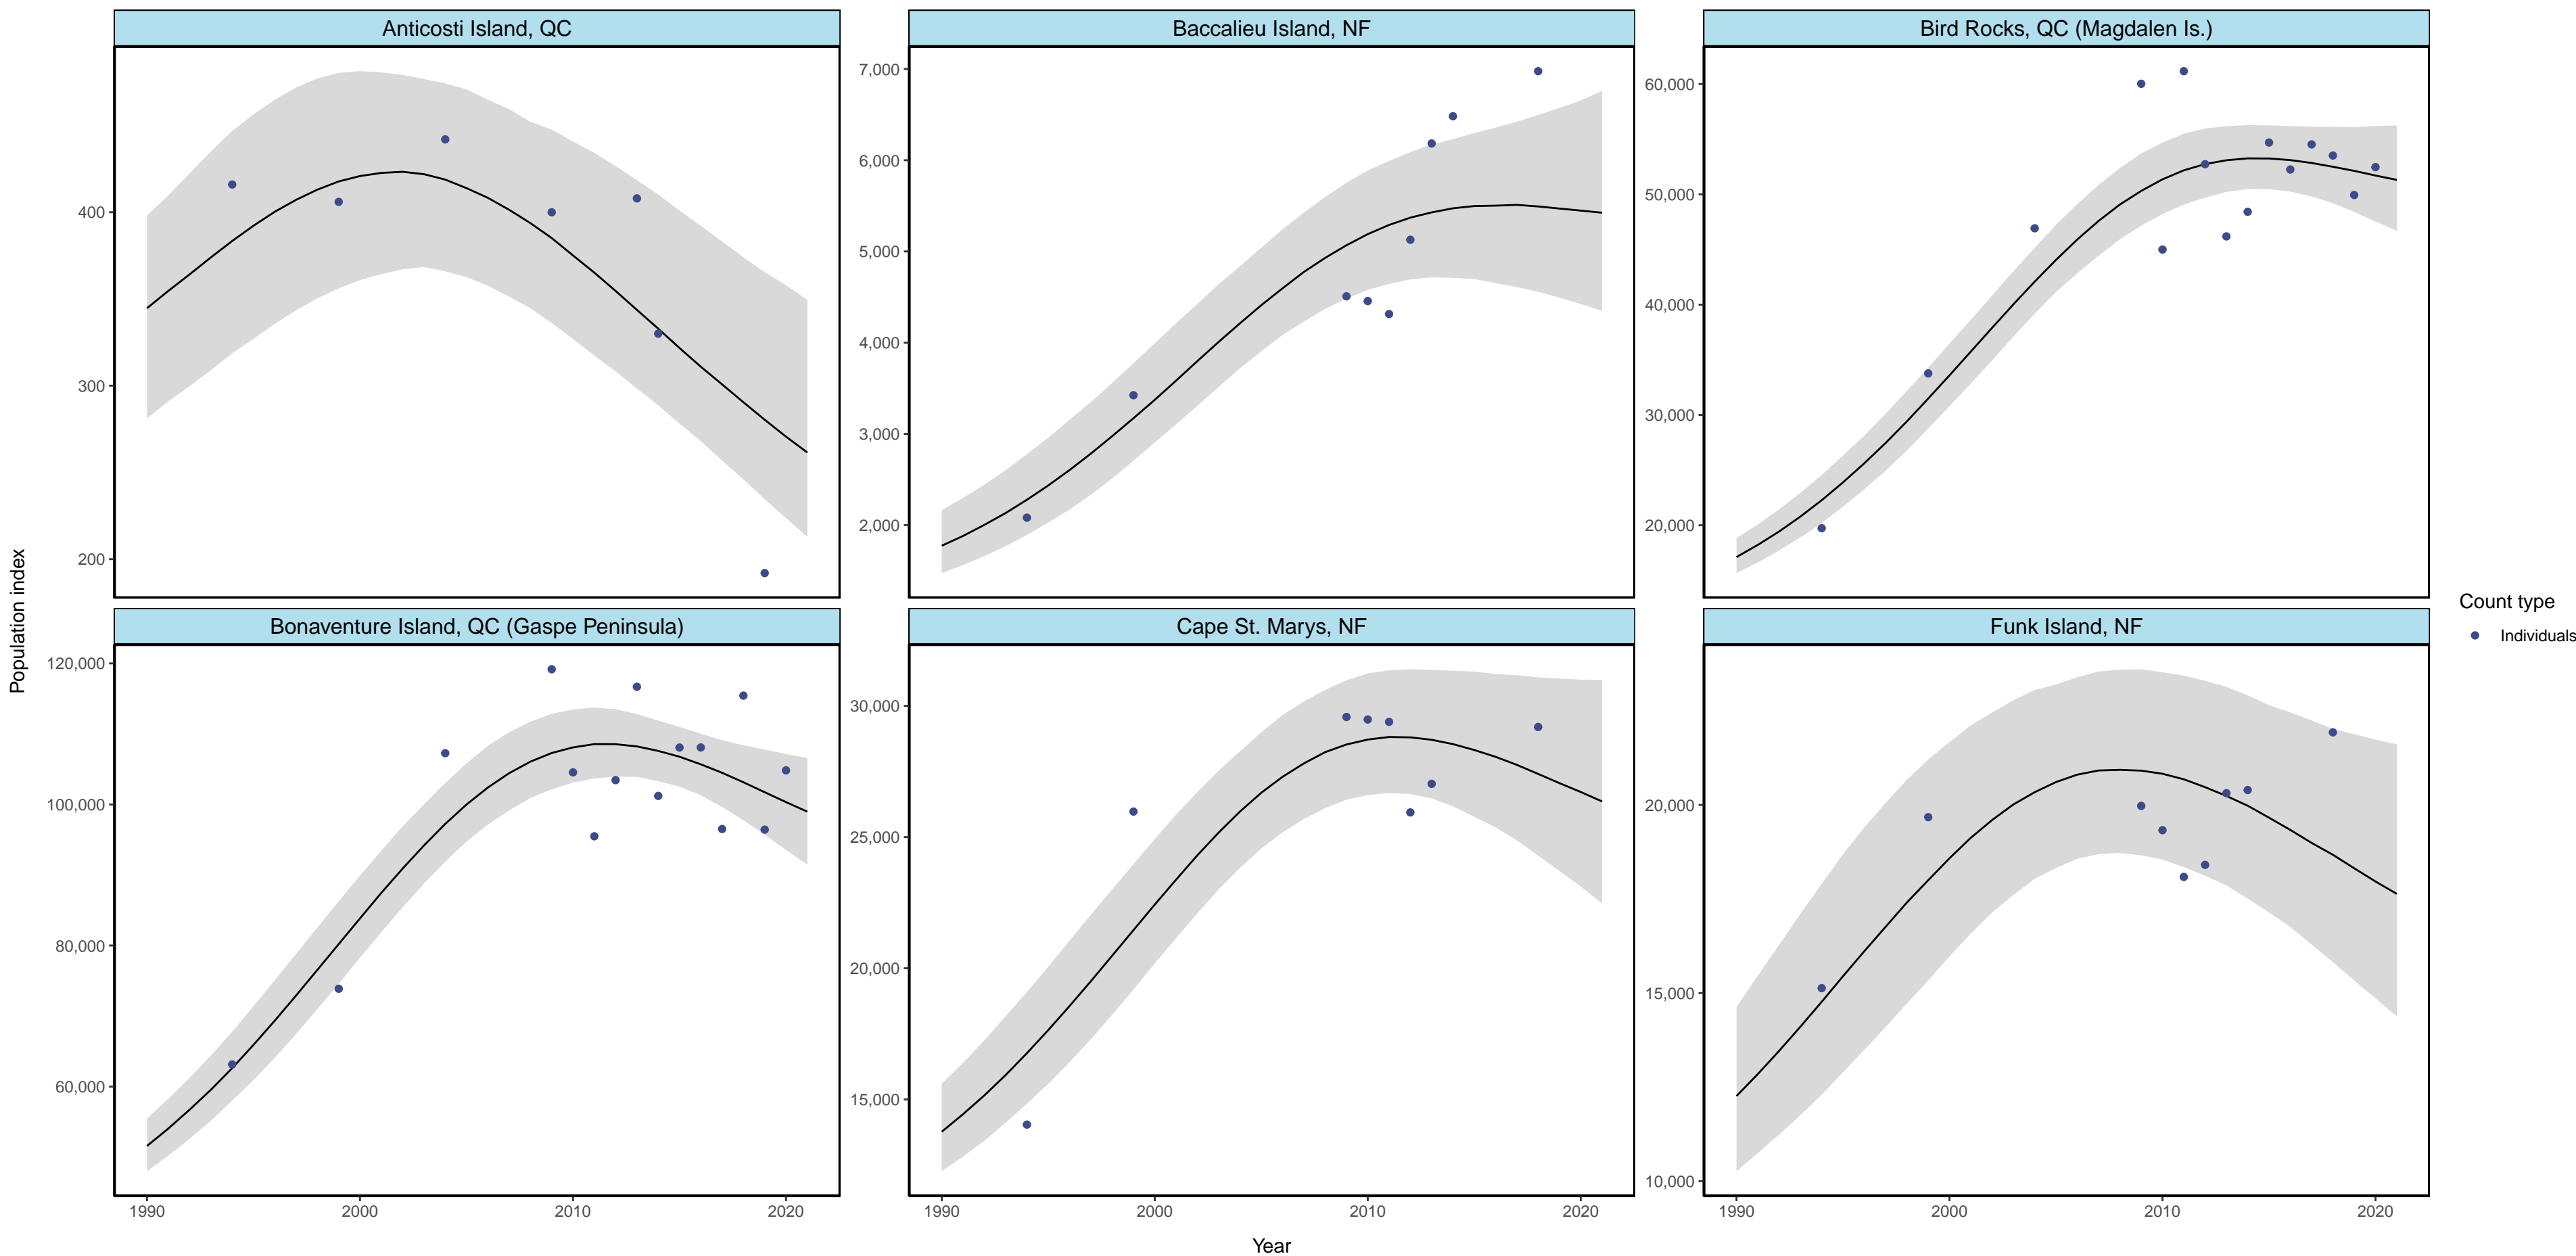 Anticosti Island, QC
Baccalieu Island, NF
Bird Rocks, QC (Magdalen Is.)
400
300
200
7,000
6,000
5,000
4,000
3,000
2,000
60,000
50,000
40,000
30,000
20,000
Population index
Bonaventure Island, QC (Gaspe Peninsula)
Cape St. Marys, NF
Funk Island, NF
120,000
100,000
80,000
60,000
30,000
25,000
20,000
15,000
20,000
15,000
10,000
1990 2000 2010 2020
1990 2000 2010 2020
1990 2000 2010 2020
Year
Count type
Individuals